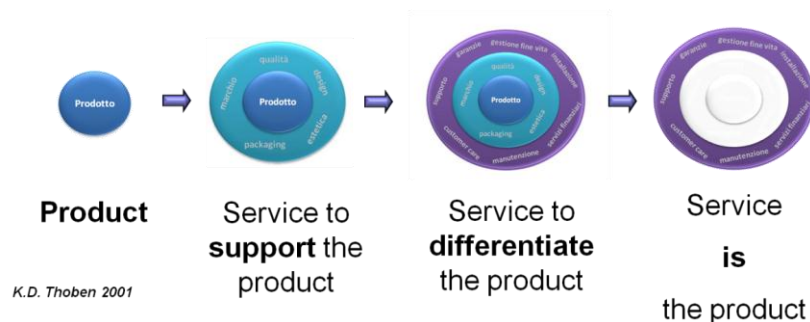 Prodotto
qualità
marchio
design
Prodotto
estetica
packaging
garanzie
gestione fine vita
installazione
supporto
qualità
marchio
design
Prodotto
estetica
packaging
customer care
manutenzione
servizi finanziari
garanzie
gestione fine vita
installazione
supporto
customer care
manutenzione
servizi finanziari
Product
Service to
support the
product
Service to
differentiate
the product
Service
is
the product
K.D. Thoben 2001